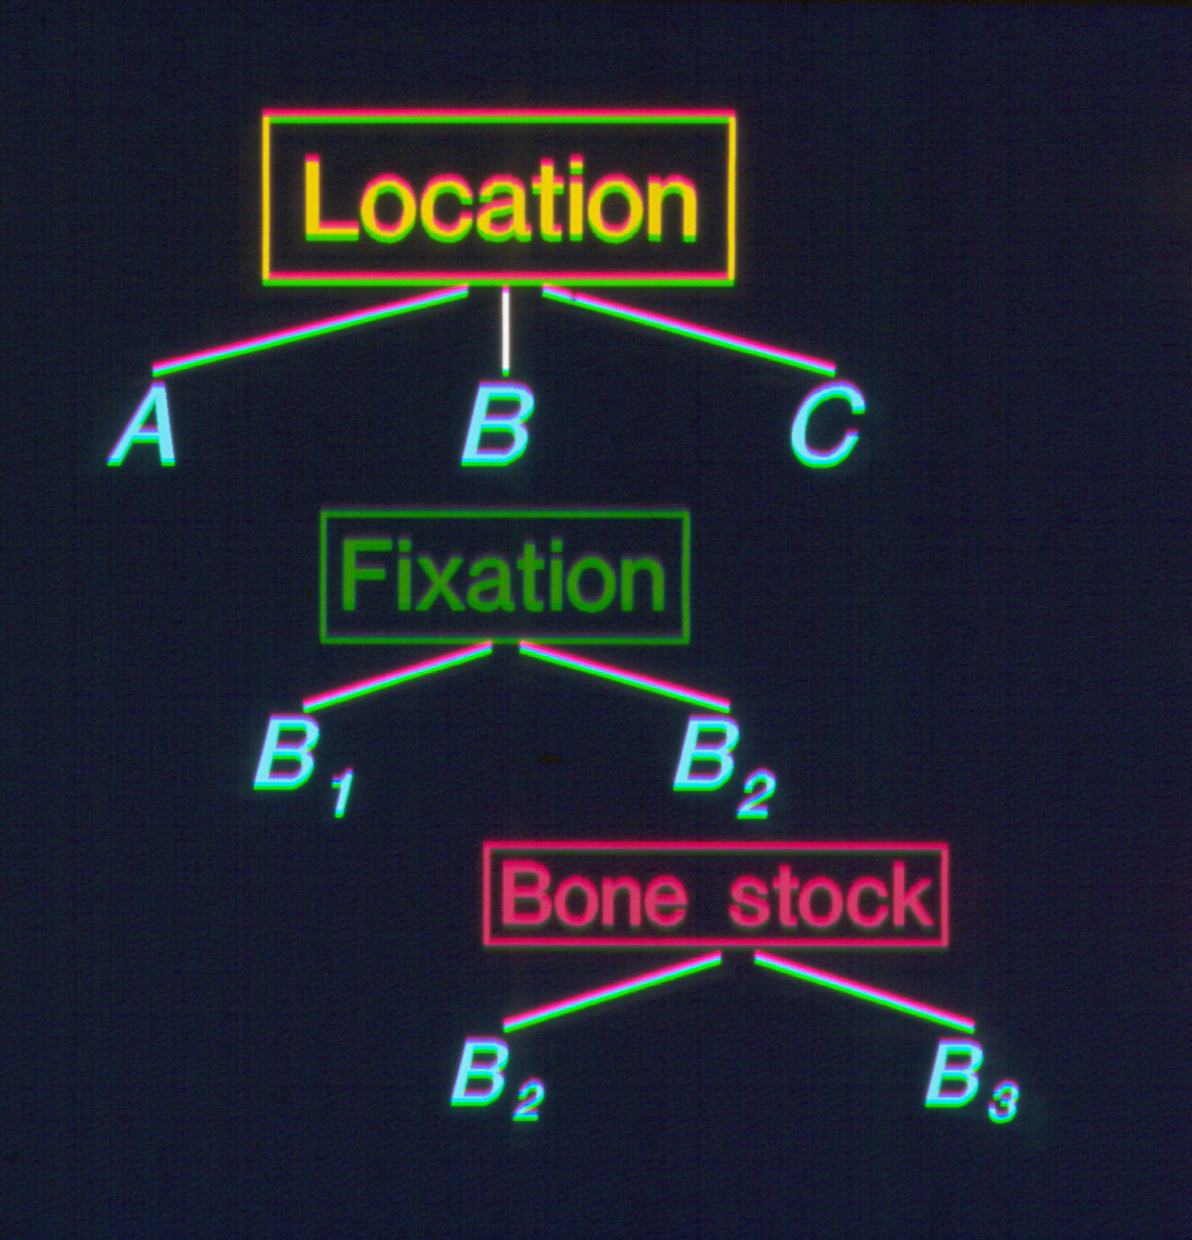 Location
A B C
Fixation
B1 B2
Bone stock
B2 B3